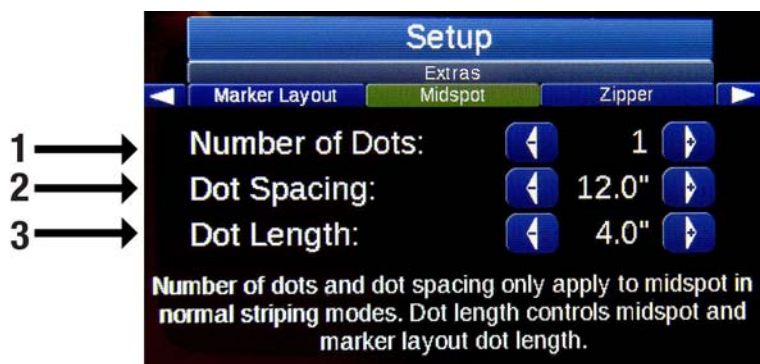 Setup
Extras
Marker Layout Midspot Zipper
1 Number of Dots: - 1 +
2 Dot Spacing: - 12.0" +
3 Dot Length: - 4.0" +
Number of dots and dot spacing only apply to midspot in
normal striping modes. Dot length controls midspot and
marker layout dot length.